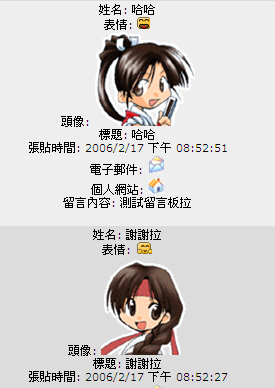 姓名: 哈哈
表情:
頭像:
標題: 哈哈
張貼時間: 2006/2/17 下午 08:52:51
電子郵件:
個人網站:
留言內容: 測試留言板拉
姓名: 謝謝拉
表情:
頭像:
標題: 謝謝拉
張貼時間: 2006/2/17 下午 08:52:27